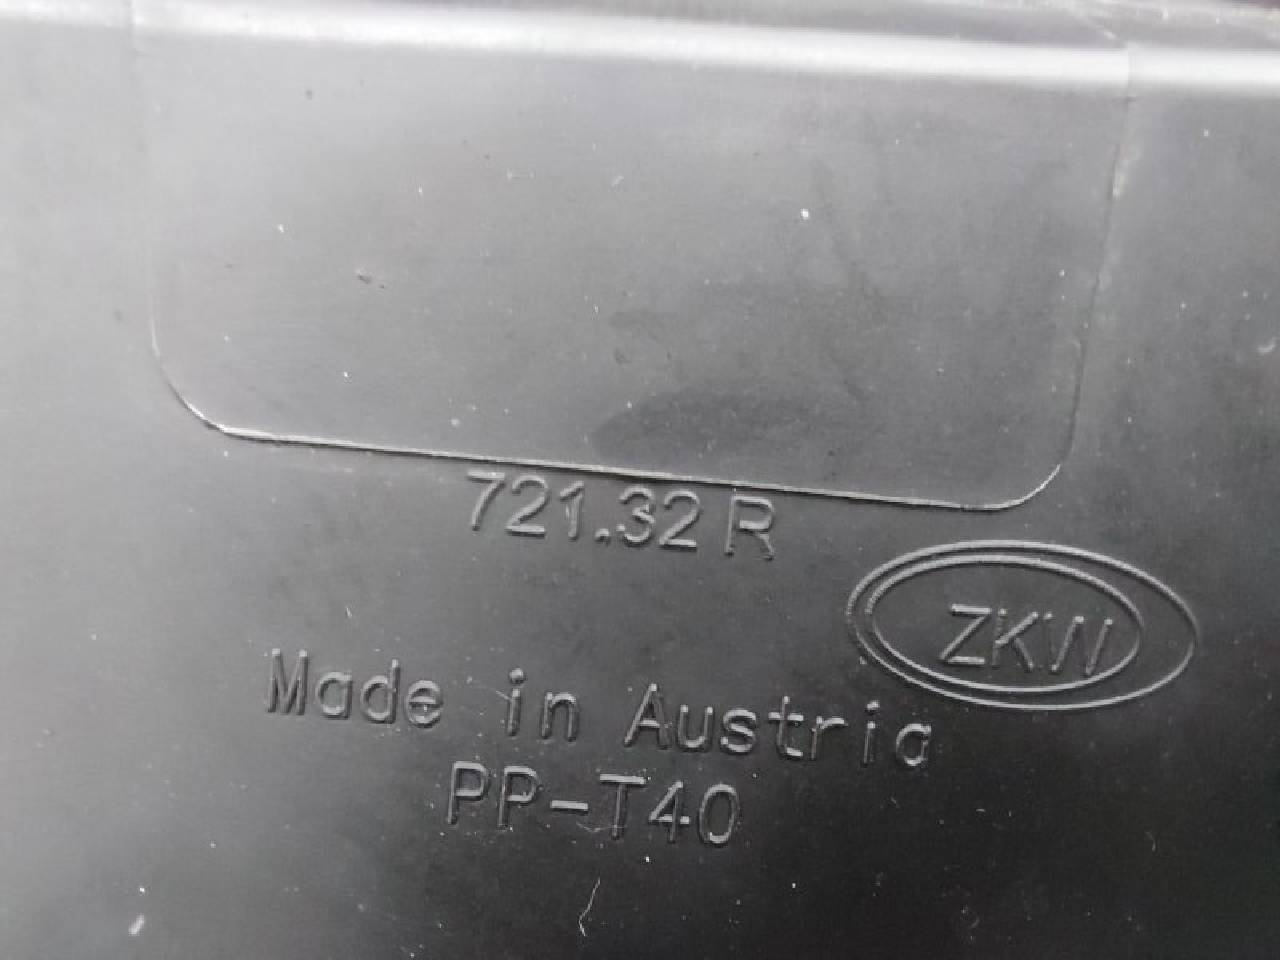 721.32 R
ZKW
Made in Austria
PP-T40